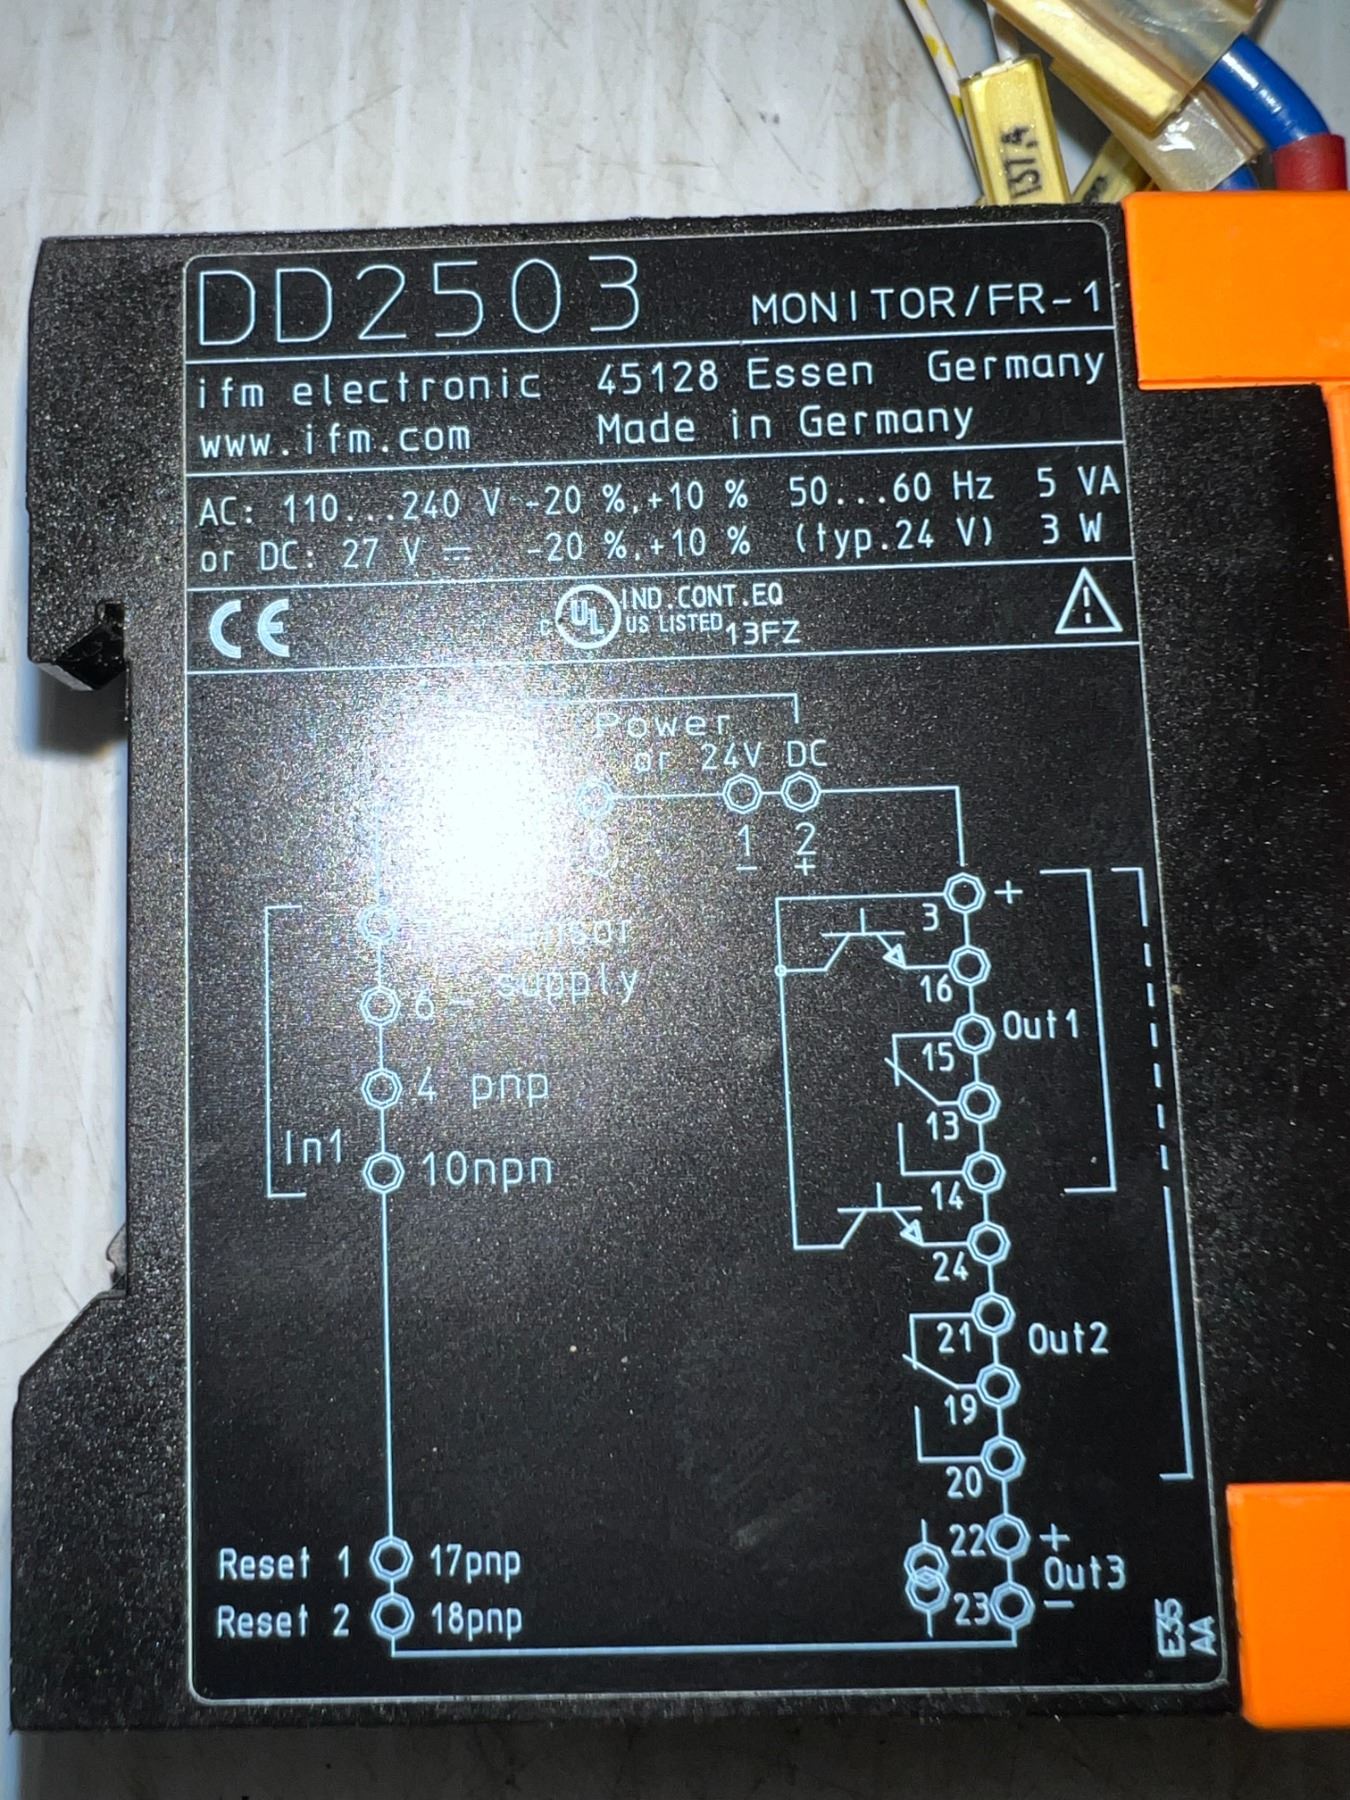 157.4
DD2503 MONITOR/FR-1
ifm electronic 45128 Essen Germany
www.ifm.com Made in Germany
AC: 110...240 V -20 %,+10 % 50...60 Hz 5 VA
or DC: 27 V ⎓ -20 %,+10 % (typ.24 V) 3 W
CE c UL US LISTED IND.CONT.EQ 13FZ
Power
or 24V DC
1 2
- +
3 +
supply
6 -
16
15 Out1
4 pnp
13
In1 10npn
14
24
21 Out2
19
20
22 +
Reset 1 17pnp
Out3
23 -
Reset 2 18pnp
E35
AA